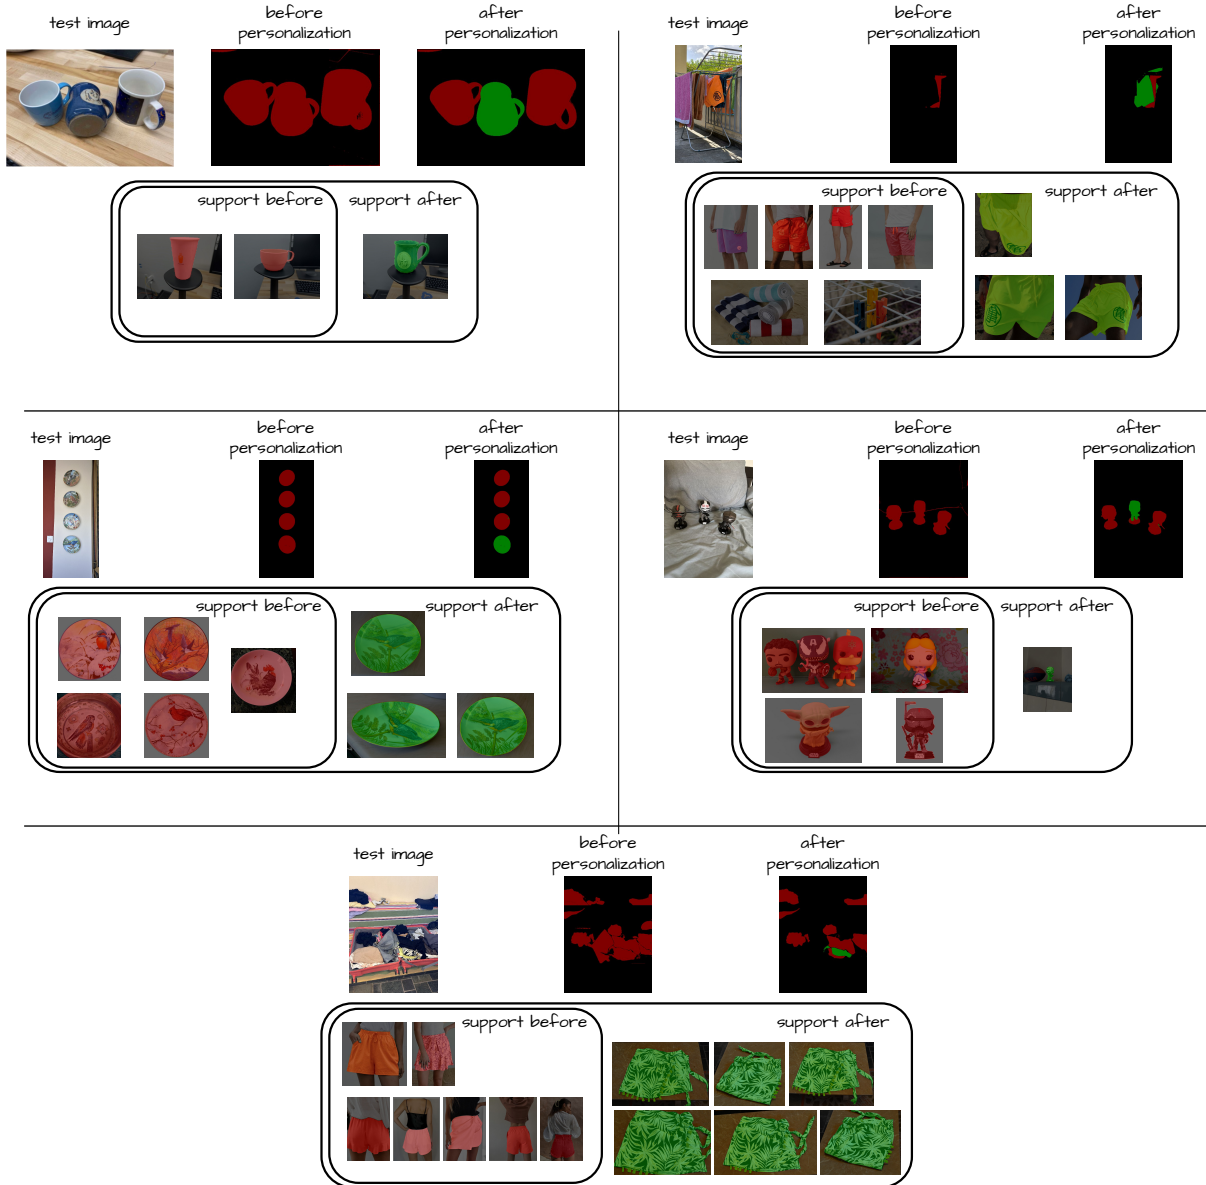 test image
before
personalization
after
personalization
support before
support after
test image
before
personalization
after
personalization
support before
support after
test image
before
personalization
after
personalization
support before
support after
test image
before
personalization
after
personalization
support before
support after
test image
before
personalization
after
personalization
support before
support after